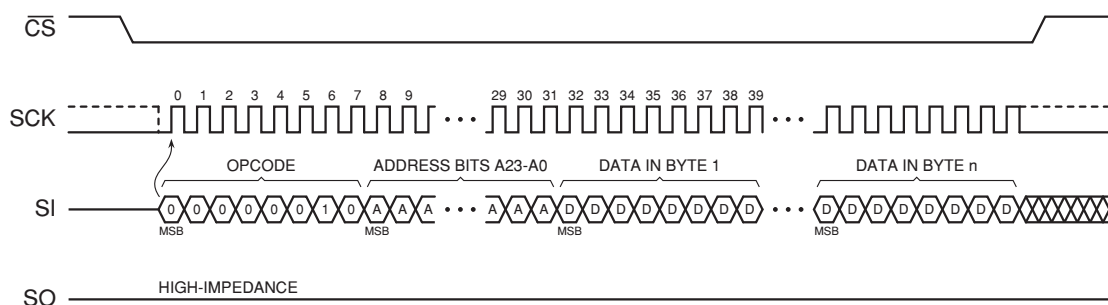 CS
SCK
0 1 2 3 4 5 6 7 8 9 29 30 31 32 33 34 35 36 37 38 39
OPCODE ADDRESS BITS A23-A0 DATA IN BYTE 1 DATA IN BYTE n
SI
0 0 0 0 0 0 1 0 A A A A A A D D D D D D D D D D D D D D D D
MSB MSB MSB MSB
SO
HIGH-IMPEDANCE